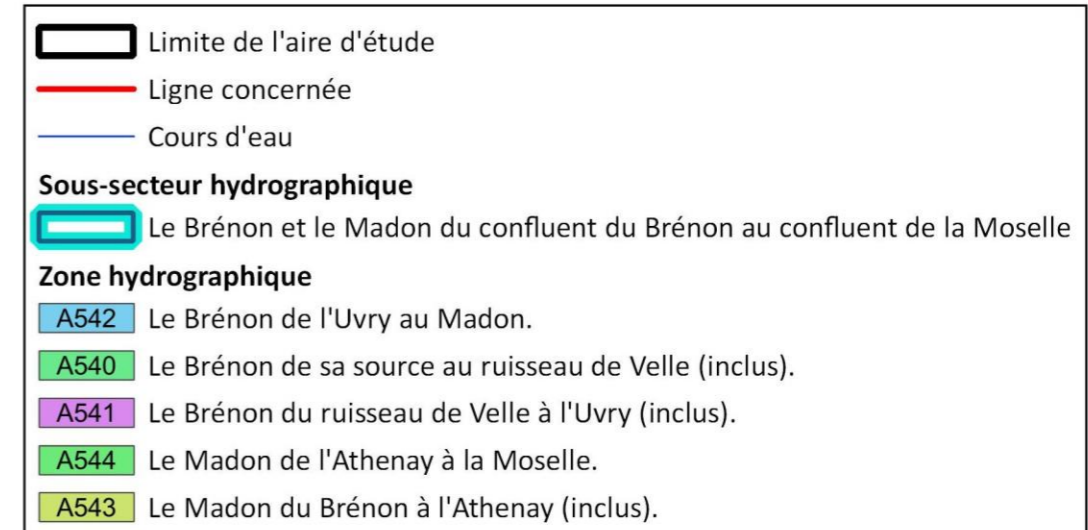 Limite de l'aire d'étude
Ligne concernée
Cours d'eau
Sous-secteur hydrographique
Le Brénon et le Madon du confluent du Brénon au confluent de la Moselle
Zone hydrographique
A542 Le Brénon de l'Uvry au Madon.
A540 Le Brénon de sa source au ruisseau de Velle (inclus).
A541 Le Brénon du ruisseau de Velle à l'Uvry (inclus).
A544 Le Madon de l'Athenay à la Moselle.
A543 Le Madon du Brénon à l'Athenay (inclus).